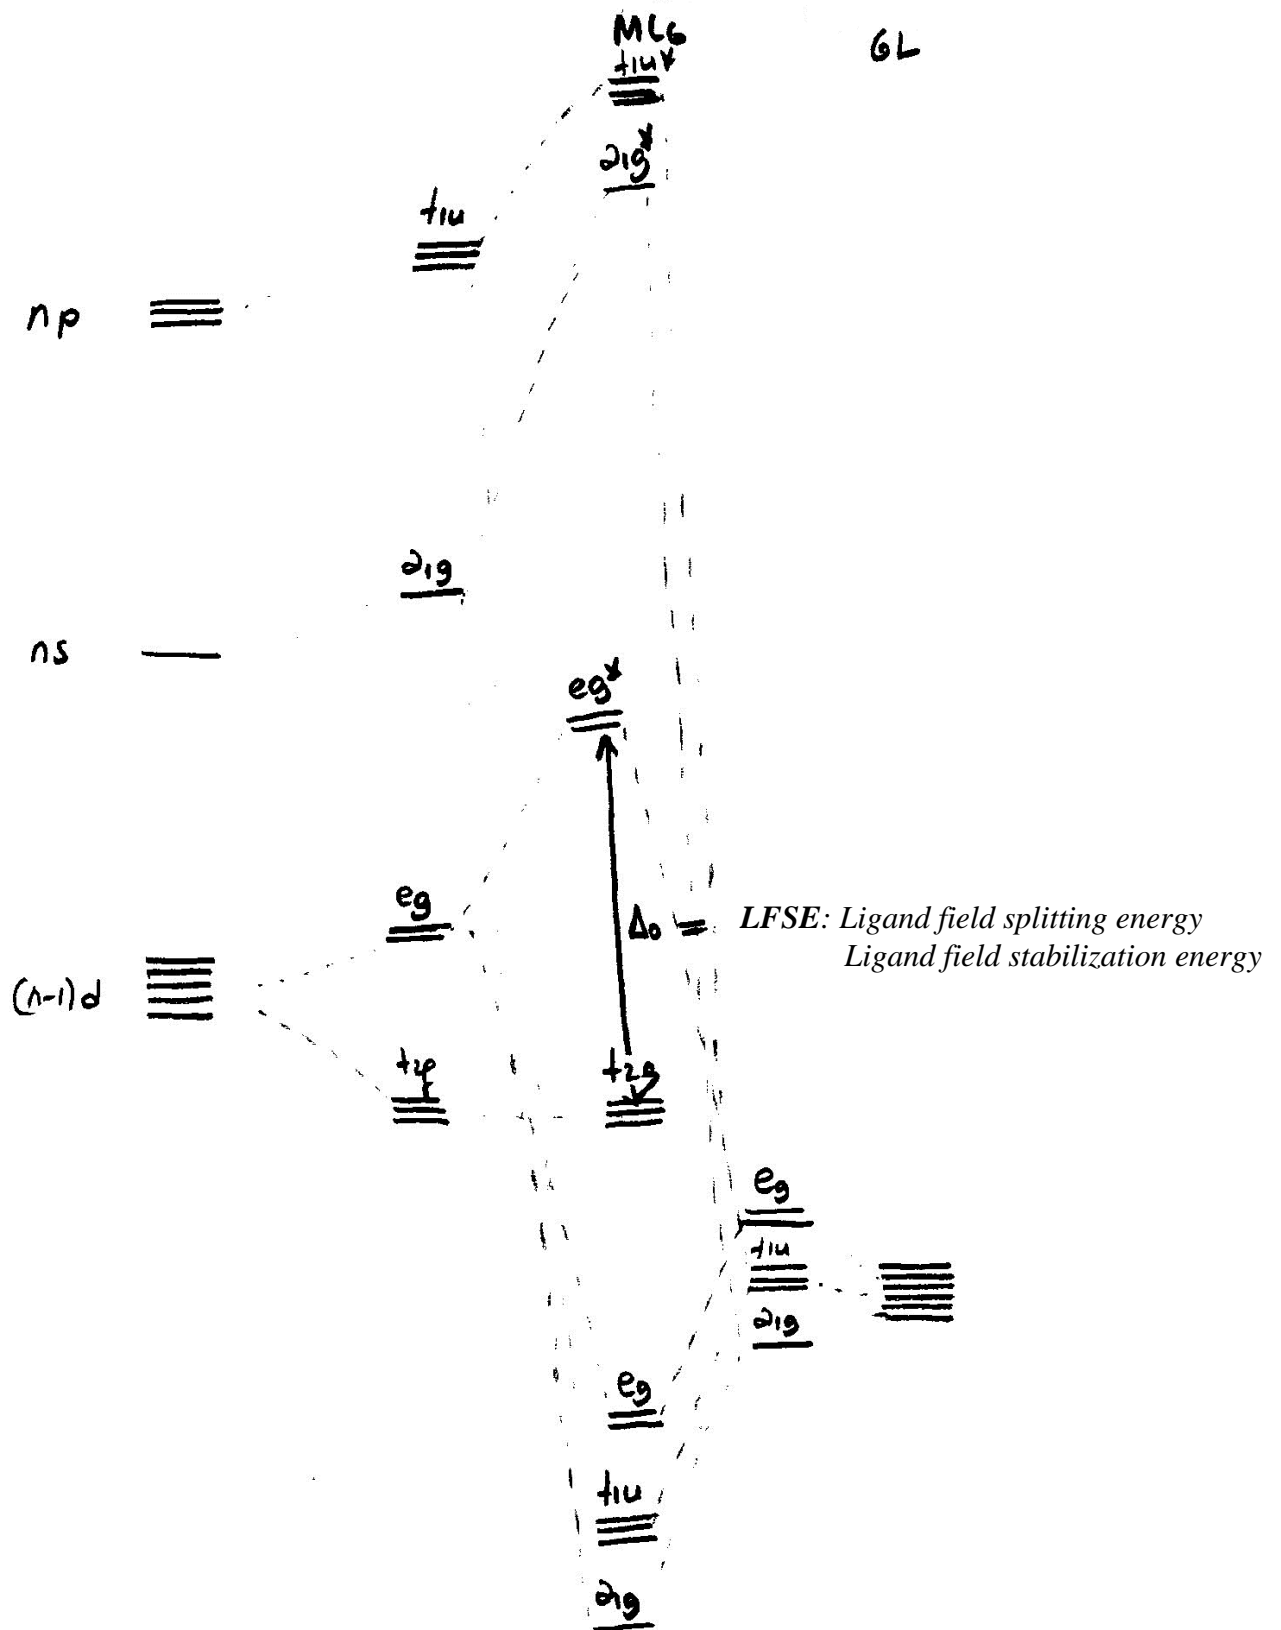 ML6
6L
t1u*
a1g*
t1u
np
a1g
ns
eg*
eg
Δo
LFSE: Ligand field splitting energy
Ligand field stabilization energy
(n-1)d
t2g
t2g
eg
t1u
a1g
eg
t1u
a1g